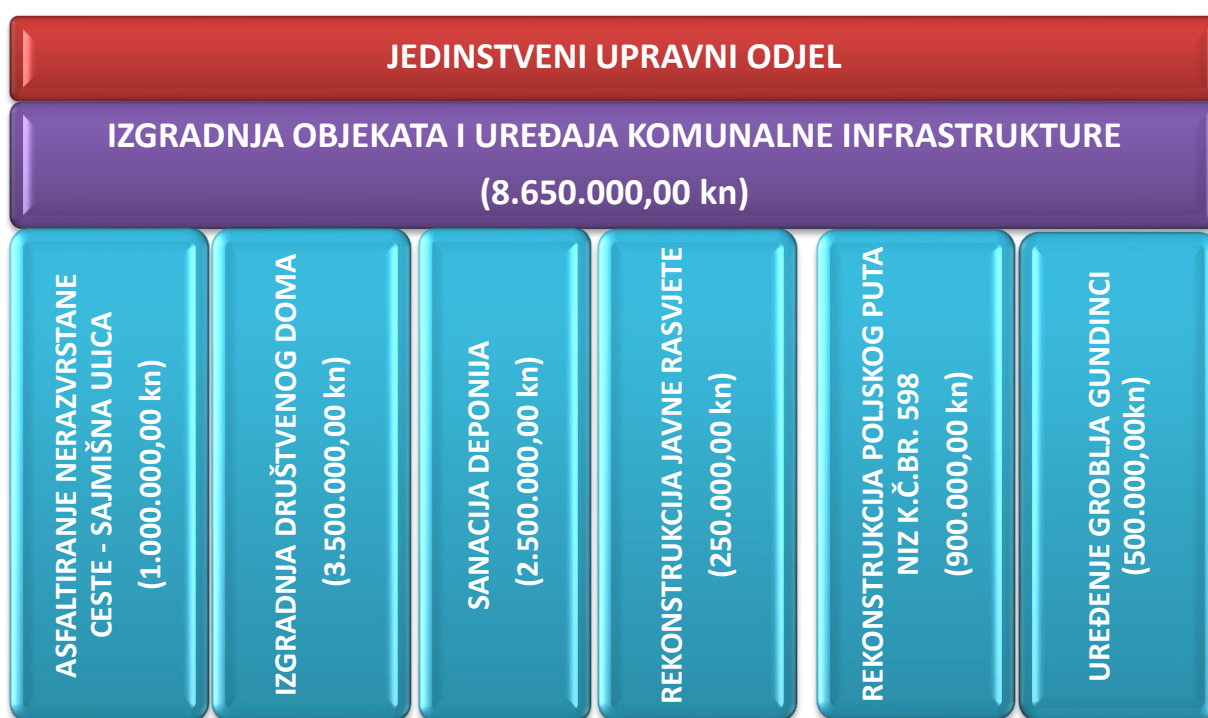 JEDINSTVENI UPRAVNI ODJEL
IZGRADNJA OBJEKATA I UREĐAJA KOMUNALNE INFRASTRUKTURE
(8.650.000,00 kn)
ASFALTIRANJE NERAZVRSTANE
CESTE - SAJMIŠNA ULICA
(1.000.000,00 kn)
IZGRADNJA DRUŠTVENOG DOMA
(3.500.000,00 kn)
SANACIJA DEPONIJA
(2.500.000,00 kn)
REKONSTRUKCIJA JAVNE RASVJETE
(250.000,00 kn)
REKONSTRUKCIJA POLJSKOG PUTA
NIZ K.Č.BR. 598
(900.000,00 kn)
UREĐENJE GROBLJA GUNDINCI
(500.000,00kn)